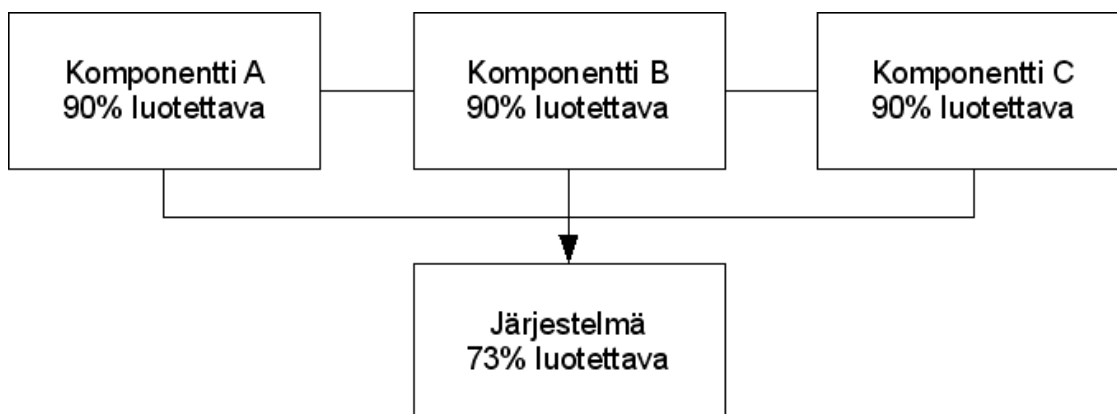 Komponentti A
90% luotettava
Komponentti B
90% luotettava
Komponentti C
90% luotettava
Järjestelmä
73% luotettava